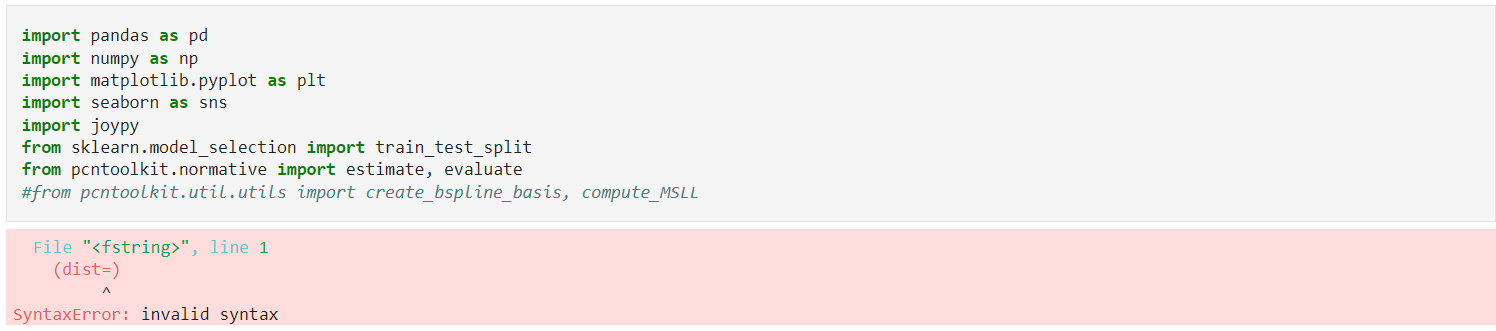 import pandas as pd
import numpy as np
import matplotlib.pyplot as plt
import seaborn as sns
import joypy
from sklearn.model_selection import train_test_split
from pcntoolkit.normative import estimate, evaluate
#from pcntoolkit.util.utils import create_bspline_basis, compute_MSLL
File "<fstring>", line 1
(dist=)
^
SyntaxError: invalid syntax